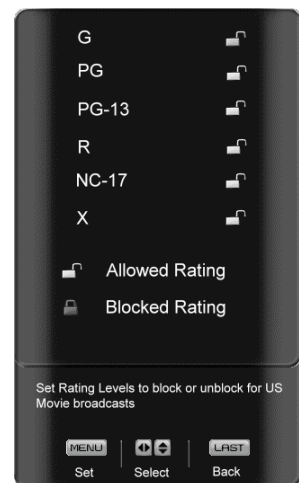 G
PG
PG-13
R
NC-17
X
Allowed Rating
Blocked Rating
Set Rating Levels to block or unblock for US
Movie broadcasts
MENU LAST
Set Select Back